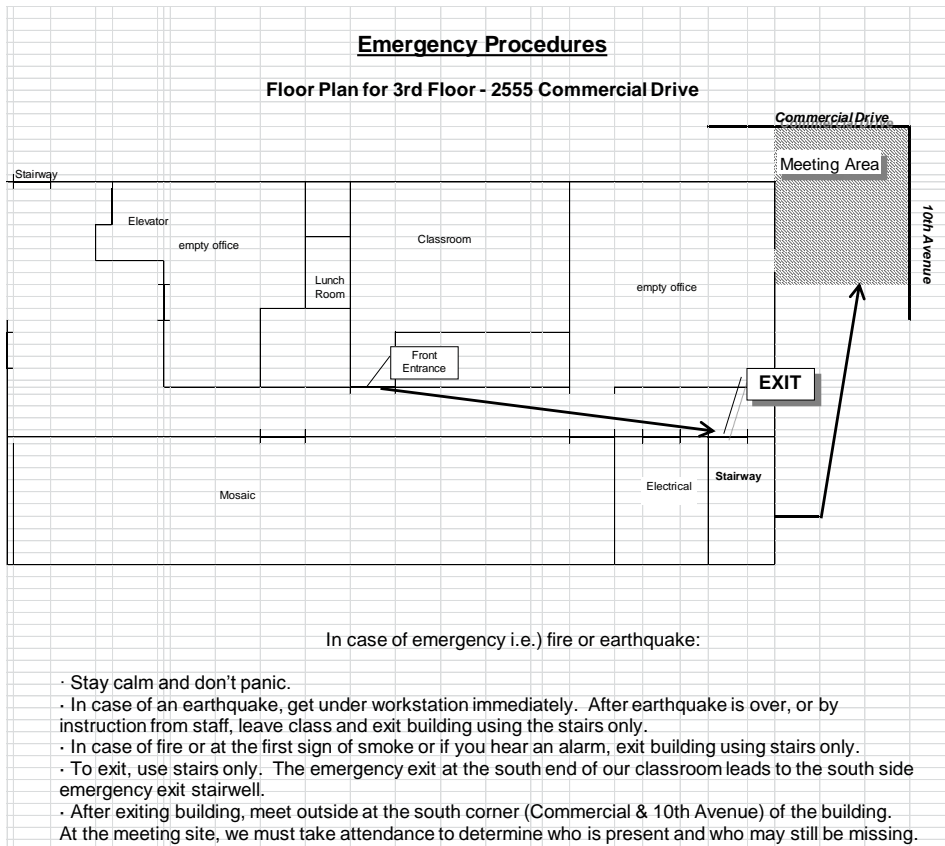 Emergency Procedures
Floor Plan for 3rd Floor - 2555 Commercial Drive
Commercial Drive
Commercial Drive
Meeting Area
Stairway
10th Avenue
Elevator
empty office
Classroom
Lunch
Room
empty office
Front
Entrance
EXIT
Mosaic
Electrical
Stairway
In case of emergency i.e.) fire or earthquake:
· Stay calm and don't panic.
· In case of an earthquake, get under workstation immediately. After earthquake is over, or by
instruction from staff, leave class and exit building using the stairs only.
· In case of fire or at the first sign of smoke or if you hear an alarm, exit building using stairs only.
· To exit, use stairs only. The emergency exit at the south end of our classroom leads to the south side
emergency exit stairwell.
· After exiting building, meet outside at the south corner (Commercial & 10th Avenue) of the building.
At the meeting site, we must take attendance to determine who is present and who may still be missing.